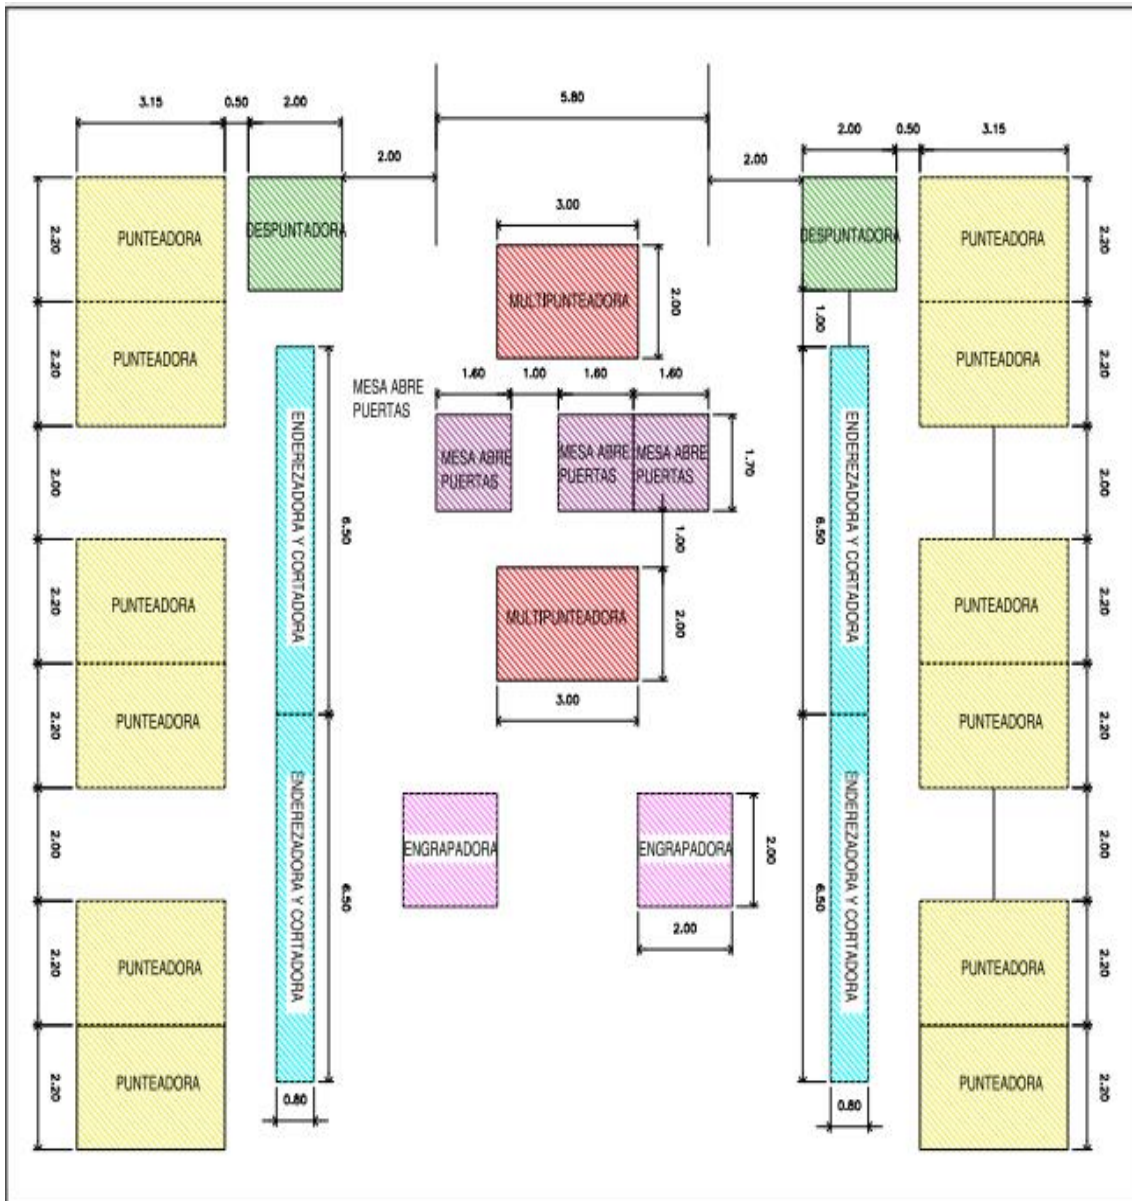 5.80
3.15
0.50
2.00
2.00
0.50
3.15
2.00
2.00
3.00
2.20
PUNTEADORA
DESPUNTADORA
DESPUNTADORA
PUNTEADORA
2.20
MULTIPUNTEADORA
2.00
1.00
2.20
PUNTEADORA
PUNTEADORA
2.20
MESA ABRE
PUERTAS
1.60
1.00
1.60
1.60
MESA ABRE
PUERTAS
MESA ABRE
PUERTAS
MESA ABRE
PUERTAS
1.70
2.00
2.00
ENDEREZADORA Y CORTADORA
6.50
1.00
6.50
ENDEREZADORA Y CORTADORA
2.20
PUNTEADORA
MULTIPUNTEADORA
2.00
PUNTEADORA
2.20
3.00
2.20
PUNTEADORA
PUNTEADORA
2.20
2.00
ENGRAPADORA
ENGRAPADORA
2.00
2.00
ENDEREZADORA Y CORTADORA
6.50
6.50
ENDEREZADORA Y CORTADORA
2.00
2.20
PUNTEADORA
PUNTEADORA
2.20
2.20
PUNTEADORA
PUNTEADORA
2.20
0.80
0.80